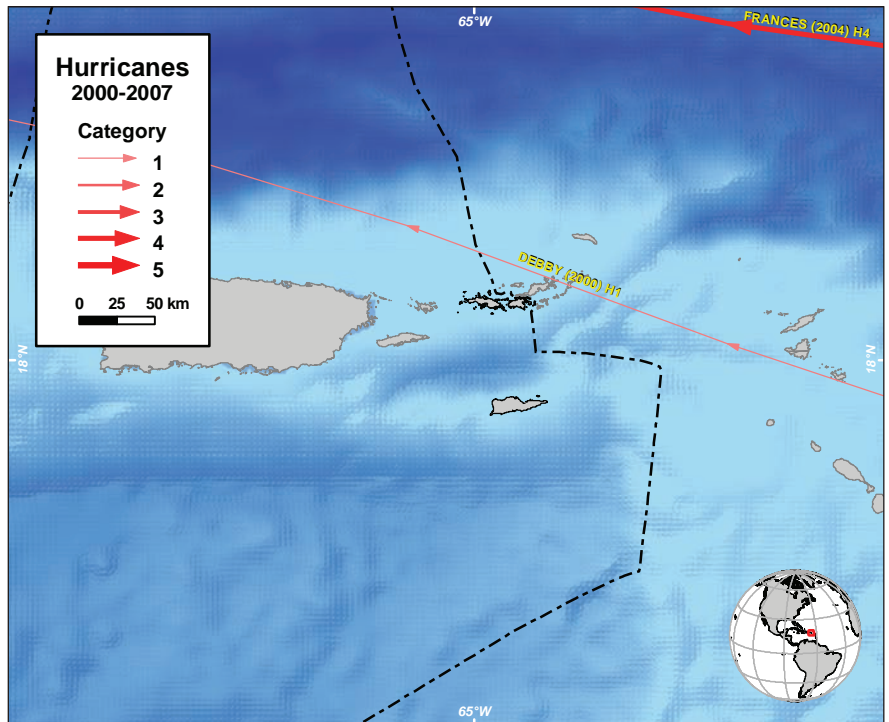 65°W
FRANCES (2004) H4
Hurricanes
2000-2007
Category
1
2
3
4
5
0 25 50 km
DEBBY (2000) H1
18°N
18°N
65°W